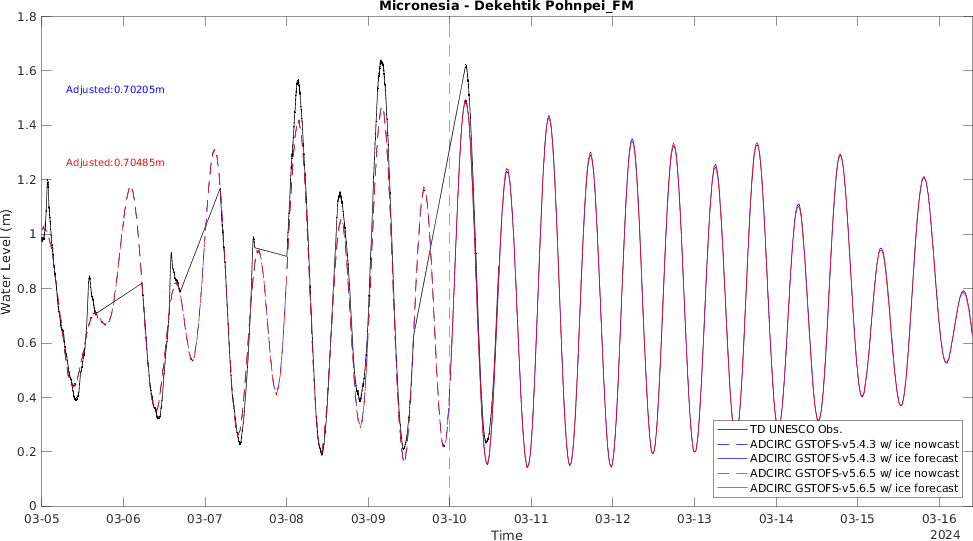 Micronesia - Dekehtik Pohnpei_FM
1.8
1.6
1.4
1.2
1
0.8
0.6
0.4
0.2
0
Water Level (m)
Adjusted:0.70205m
Adjusted:0.70485m
TD UNESCO Obs.
ADCIRC GSTOFS-v5.4.3 w/ ice nowcast
ADCIRC GSTOFS-v5.4.3 w/ ice forecast
ADCIRC GSTOFS-v5.6.5 w/ ice nowcast
ADCIRC GSTOFS-v5.6.5 w/ ice forecast
03-05 03-06 03-07 03-08 03-09 03-10 03-11 03-12 03-13 03-14 03-15 03-16
2024
Time